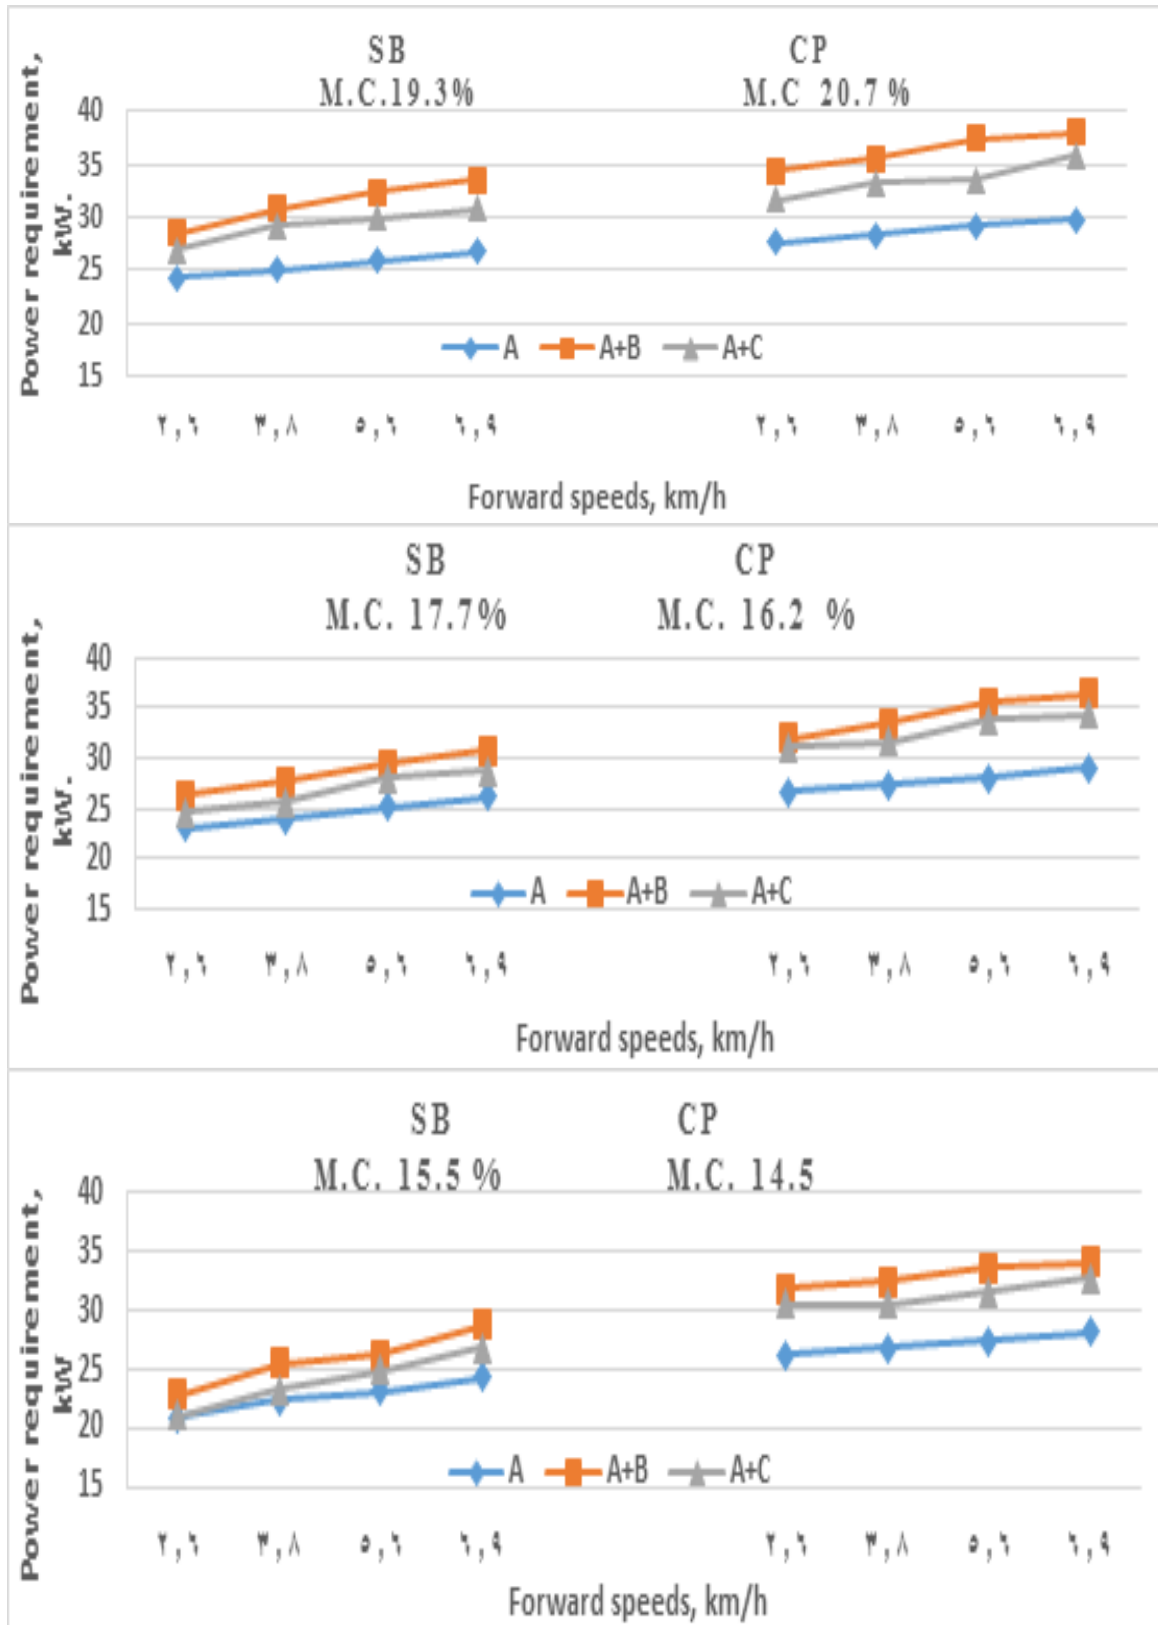 SB CP
M.C.19.3% M.C 20.7 %
Power requirement, kW.
40
35
30
25
20
15
A A+B A+C
٢,٦ ٣,٨ ٥,٦ ٦,٩ ٢,٦ ٣,٨ ٥,٦ ٦,٩
Forward speeds, km/h
SB CP
M.C. 17.7% M.C. 16.2 %
Power requirement, kW.
40
35
30
25
20
15
A A+B A+C
٢,٦ ٣,٨ ٥,٦ ٦,٩ ٢,٦ ٣,٨ ٥,٦ ٦,٩
Forward speeds, km/h
SB CP
M.C. 15.5 % M.C. 14.5
Power requirement, kW
40
35
30
25
20
15
A A+B A+C
٢,٦ ٣,٨ ٥,٦ ٦,٩ ٢,٦ ٣,٨ ٥,٦ ٦,٩
Forward speeds, km/h